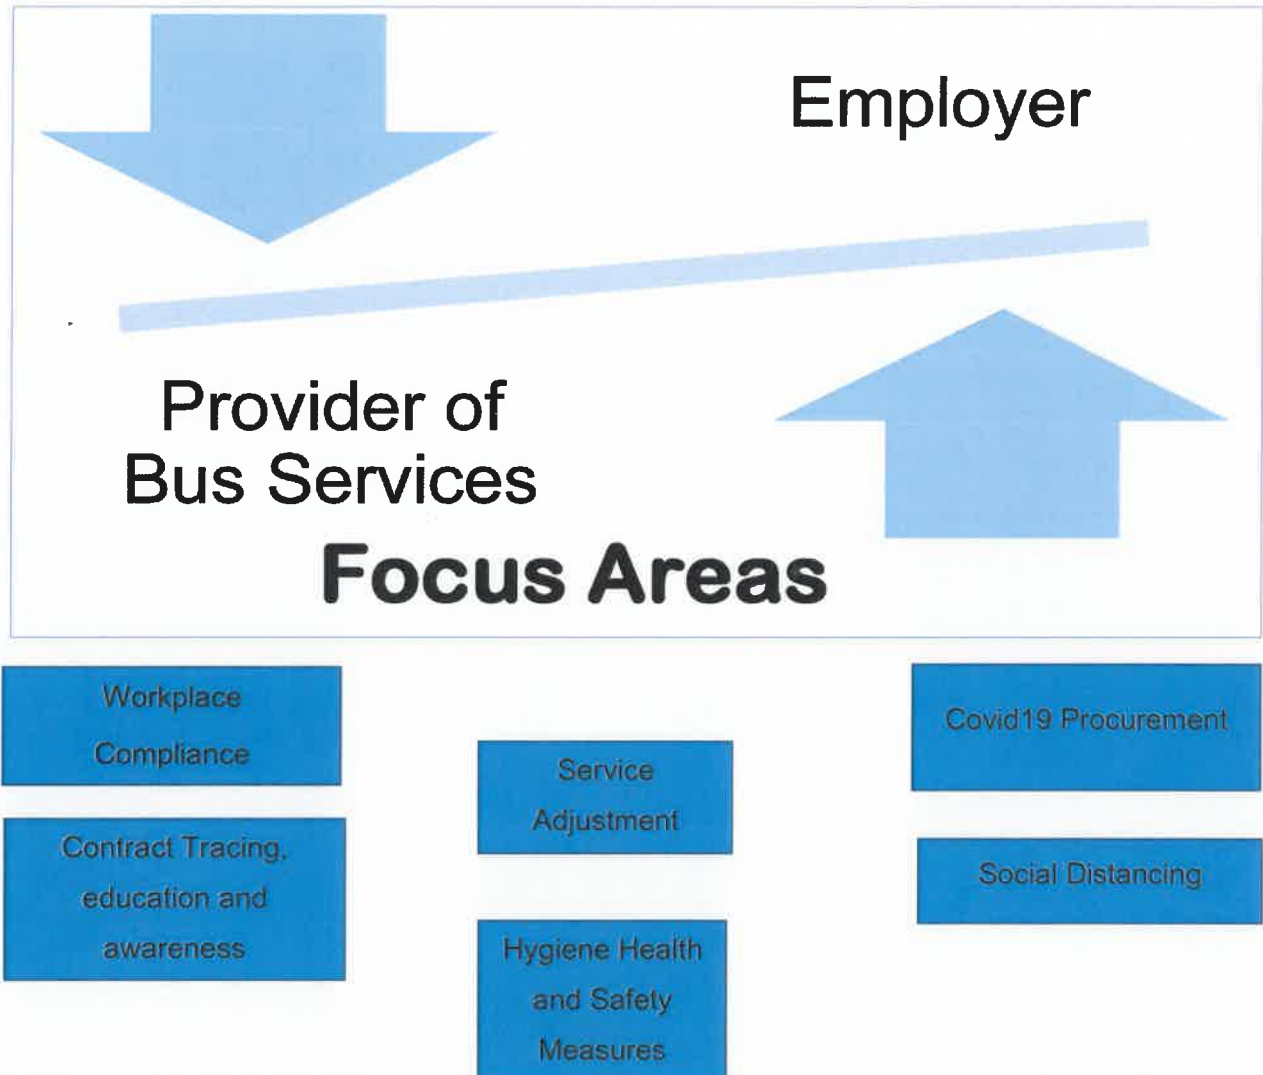 Employer
Provider of
Bus Services
Focus Areas
Workplace
Compliance
Contract Tracing,
education and
awareness
Service
Adjustment
Hygiene Health
and Safety
Measures
Covid19 Procurement
Social Distancing